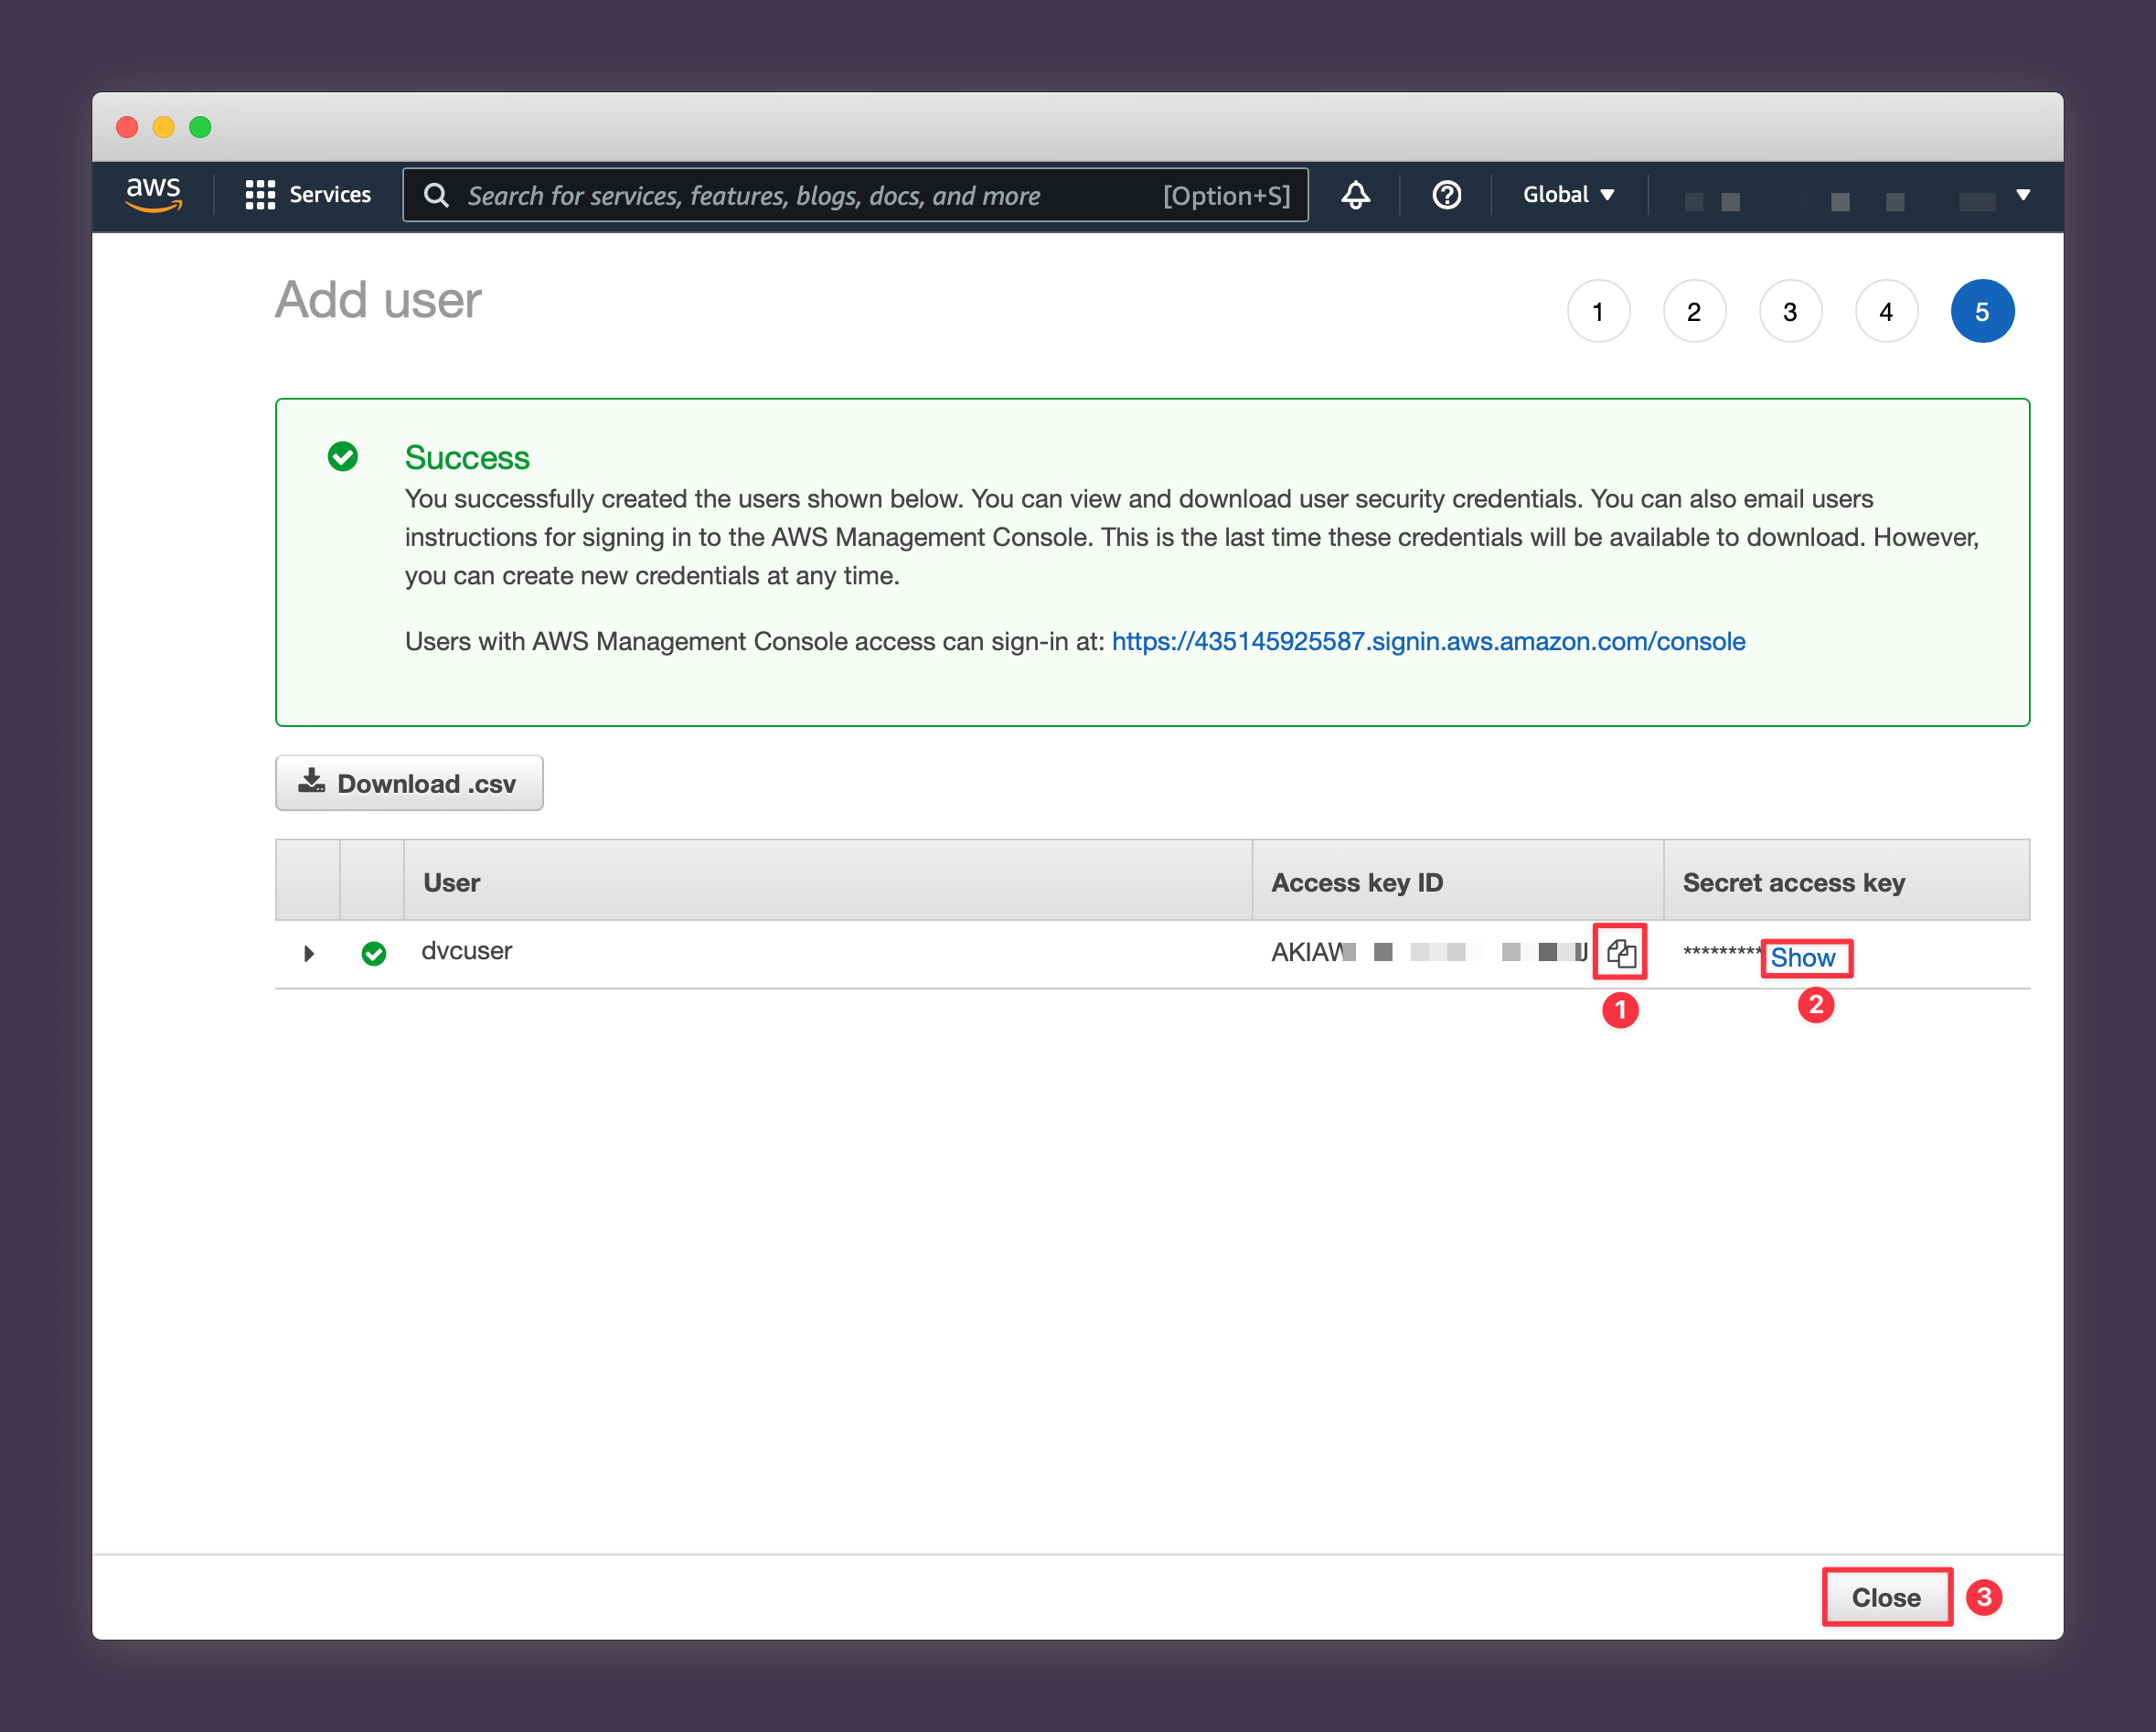 aws Services Search for services, features, blogs, docs, and more [Option+S] Global
Add user
1 2 3 4 5
Success
You successfully created the users shown below. You can view and download user security credentials. You can also email users
instructions for signing in to the AWS Management Console. This is the last time these credentials will be available to download. However,
you can create new credentials at any time.
Users with AWS Management Console access can sign-in at: https://435145925587.signin.aws.amazon.com/console
Download .csv
User Access key ID Secret access key
dvcuser ********* Show
1 2
Close 3